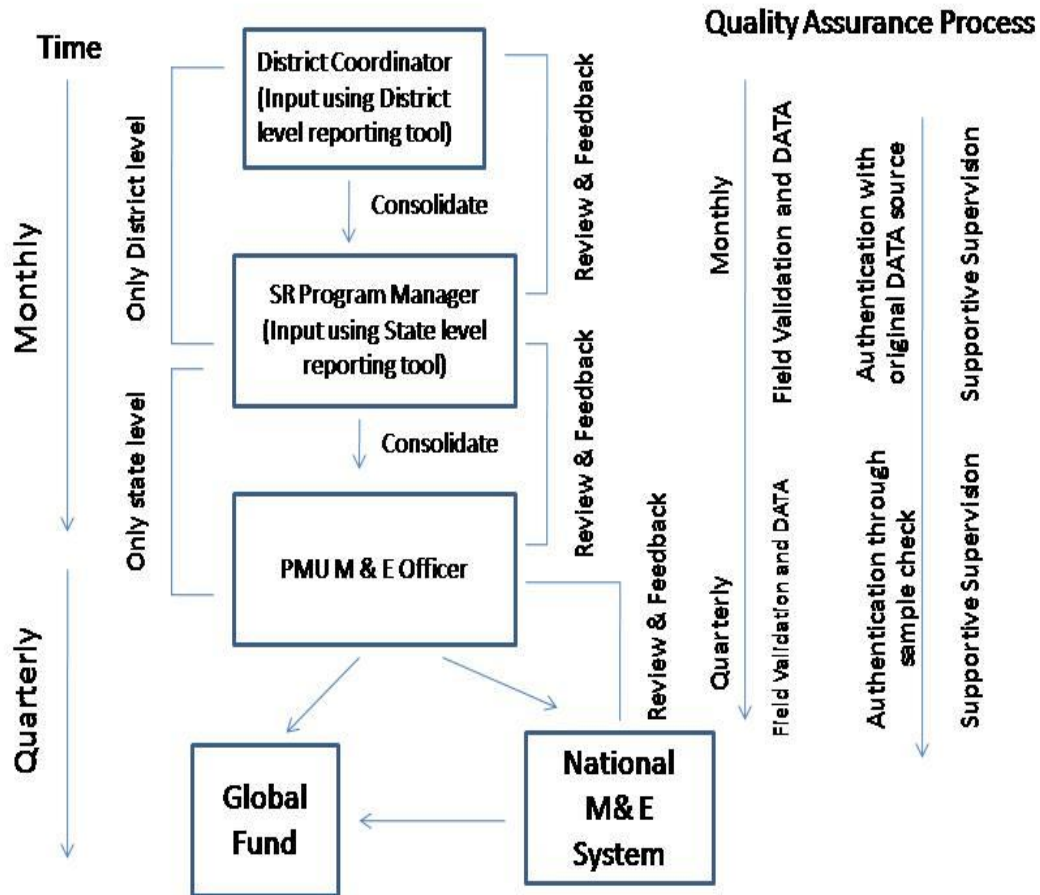 Quality Assurance Process
Time
District Coordinator
(Input using District
level reporting tool)
Only District level
Review & Feedback
Consolidate
Monthly
SR Program Manager
(Input using State level
reporting tool)
Only state level
Review & Feedback
Consolidate
PMU M & E Officer
Review & Feedback
Quarterly
Global
Fund
National
M& E
System
Monthly
Field Validation and DATA
Authentication with
original DATA source
Supportive Supervision
Quarterly
Field Validation and DATA
Authentication through
sample check
Supportive Supervision